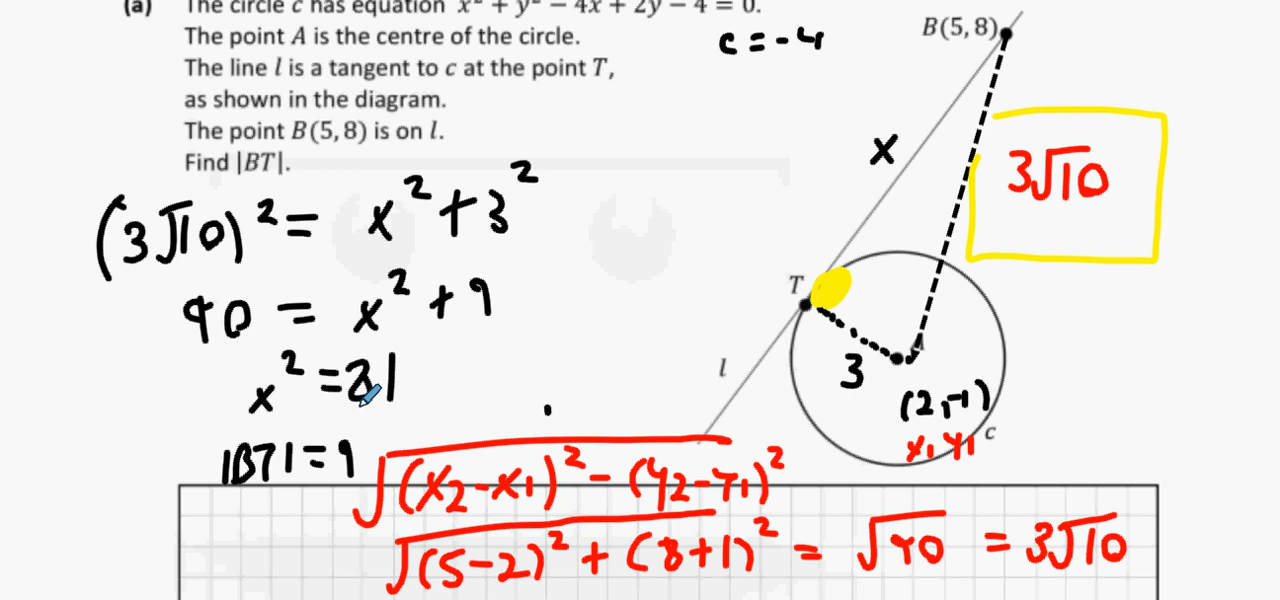 (a) The circle c has equation x² + y² − 4x + 2y − 4 = 0.
The point A is the centre of the circle.
The line l is a tangent to c at the point T,
as shown in the diagram.
The point B(5, 8) is on l.
Find |BT|.
c = -4
B(5, 8)
x
3√10
T
3
A
l
(2,-1)
x₁ y₁
c
(3√10)² = x² + 3²
90 = x² + 9
x² = 81
|BT| = 9
√(x₂-x₁)² - (y₂-y₁)²
√(5-2)² + (8+1)² = √90 = 3√10